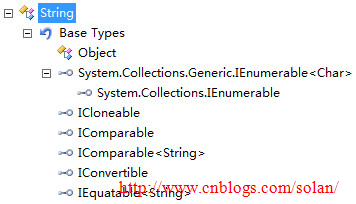 String
Base Types
Object
System.Collections.Generic.IEnumerable<Char>
System.Collections.IEnumerable
ICloneable
IComparable
IComparable<String>
IConvertible
IEquatable<String>
http://www.cnblogs.com/solan/